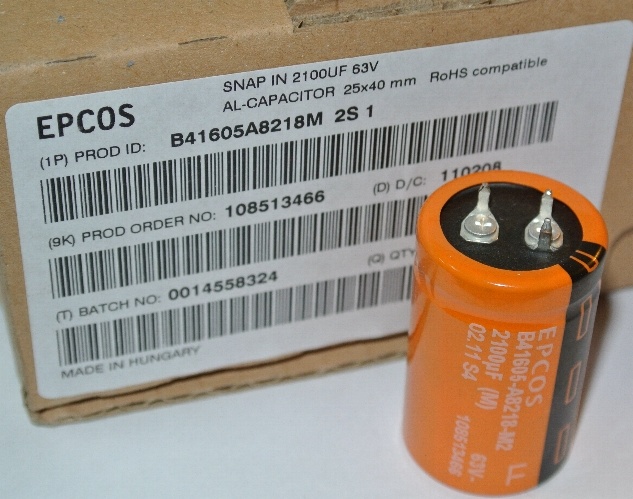 SNAP IN 2100UF 63V
AL-CAPACITOR 25x40 mm RoHS compatible
EPCOS
(1P) PROD ID: B41605A8218M 2S 1
(9K) PROD ORDER NO: 108513466 (D) D/C: 110208
(T) BATCH NO: 0014558324 (Q) QTY
MADE IN HUNGARY
EPCOS LL
B41605-A8218-M2
2100µF (M) 63V-
02.11 S4 108513466